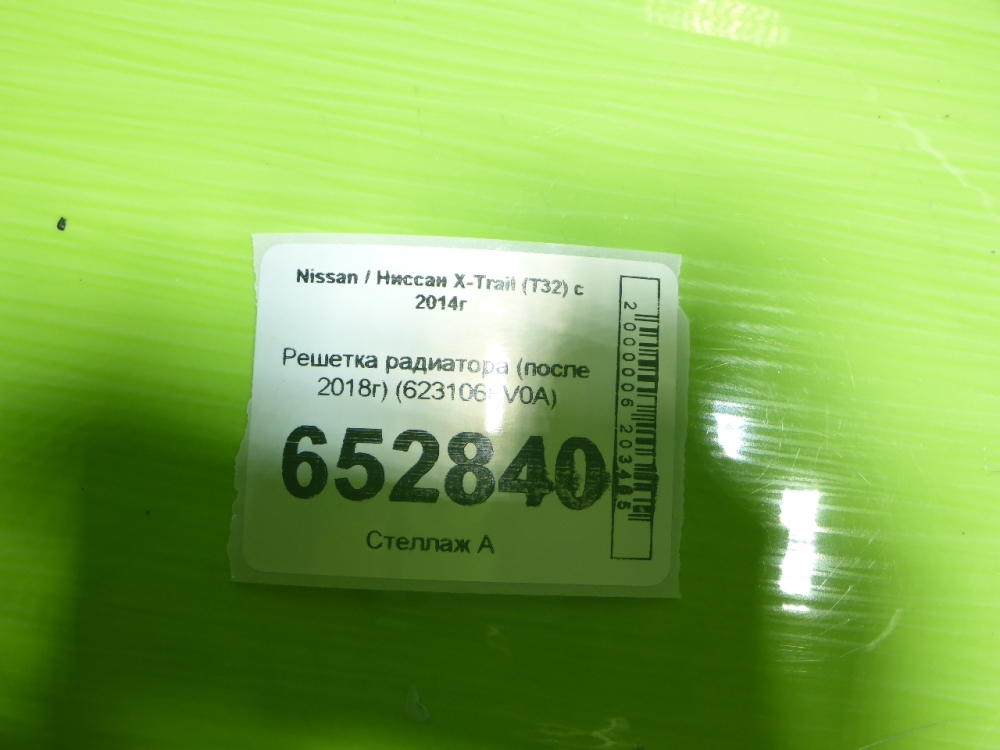 Nissan / Ниссан X-Trail (T32) с
2014г
Решетка радиатора (после
2018г)
652840
Стеллаж А